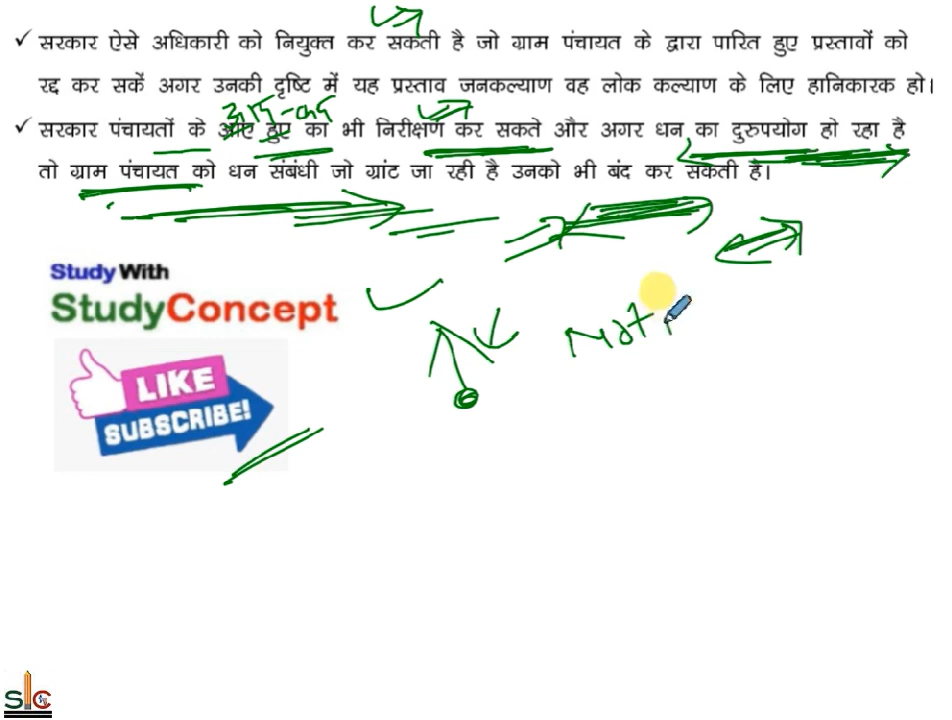 ✓ सरकार ऐसे अधिकारी को नियुक्त कर सकती है जो ग्राम पंचायत के द्वारा पारित हुए प्रस्तावों को
रद्द कर सकें अगर उनकी दृष्टि में यह प्रस्ताव जनकल्याण वह लोक कल्याण के लिए हानिकारक हो।
✓ सरकार पंचायतों के आए हुए का भी निरीक्षण कर सकते और अगर धन का दुरुपयोग हो रहा है
तो ग्राम पंचायत को धन संबंधी जो ग्रांट जा रही है उनको भी बंद कर सकती है।
Study With
StudyConcept
LIKE
SUBSCRIBE!
Not
SC